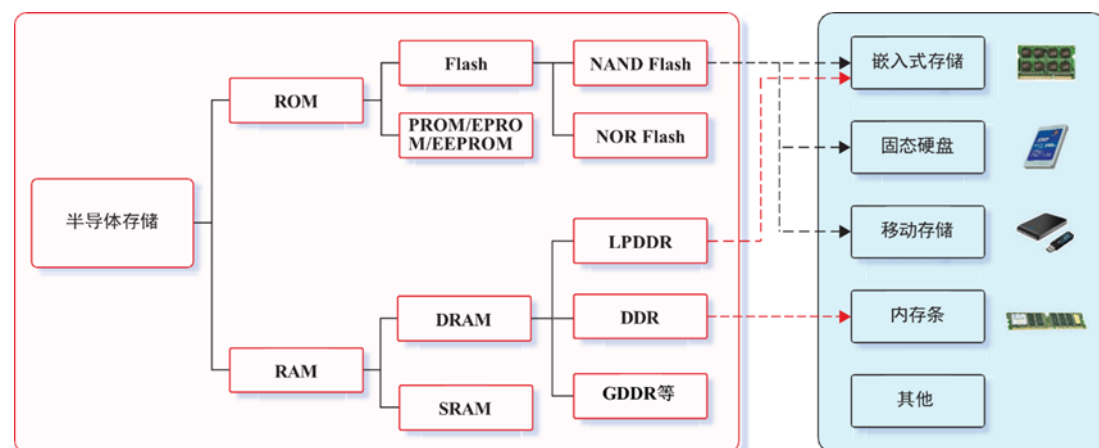 半导体存储
ROM
RAM
Flash
PROM/EPRO
M/EEPROM
DRAM
SRAM
NAND Flash
NOR Flash
LPDDR
DDR
GDDR等
嵌入式存储
固态硬盘
移动存储
内存条
其他